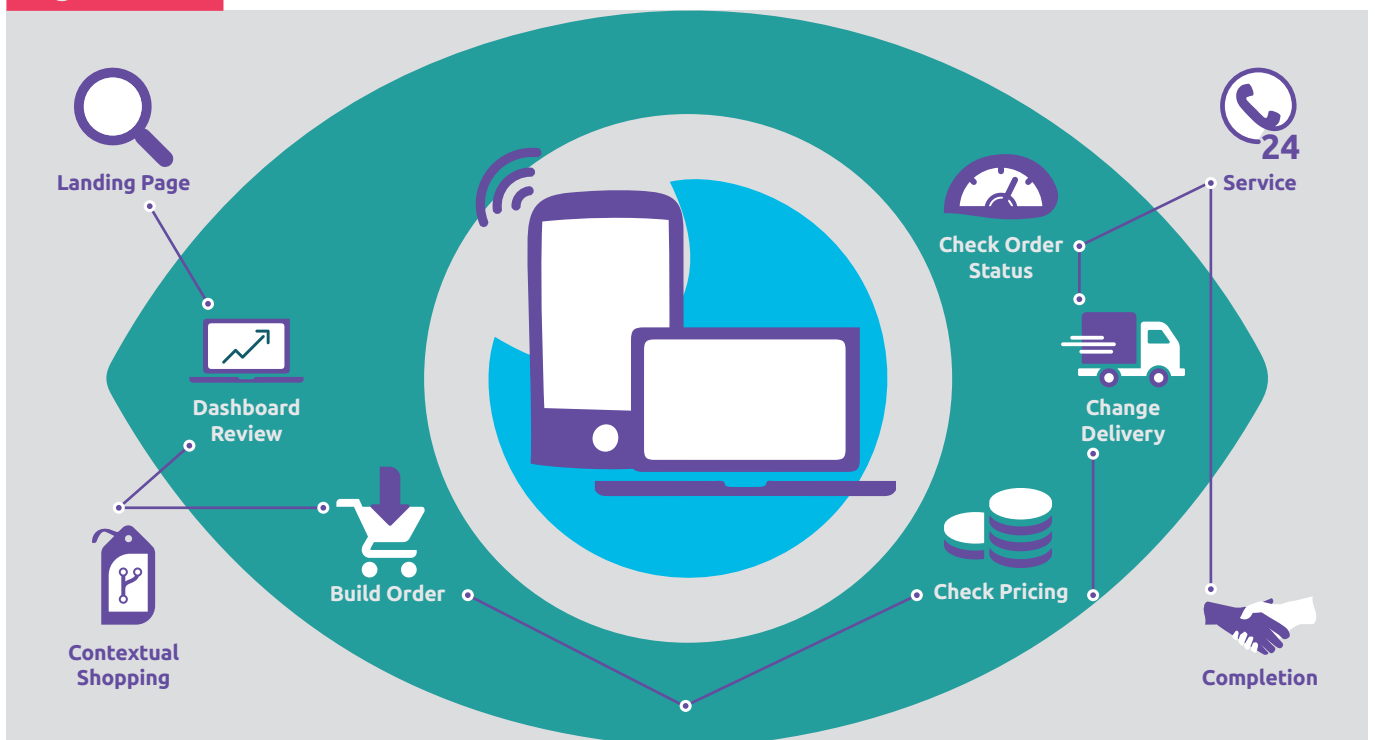 Landing Page
24
Service
Check Order
Status
Dashboard
Review
Change
Delivery
Build Order
Check Pricing
Contextual
Shopping
Completion